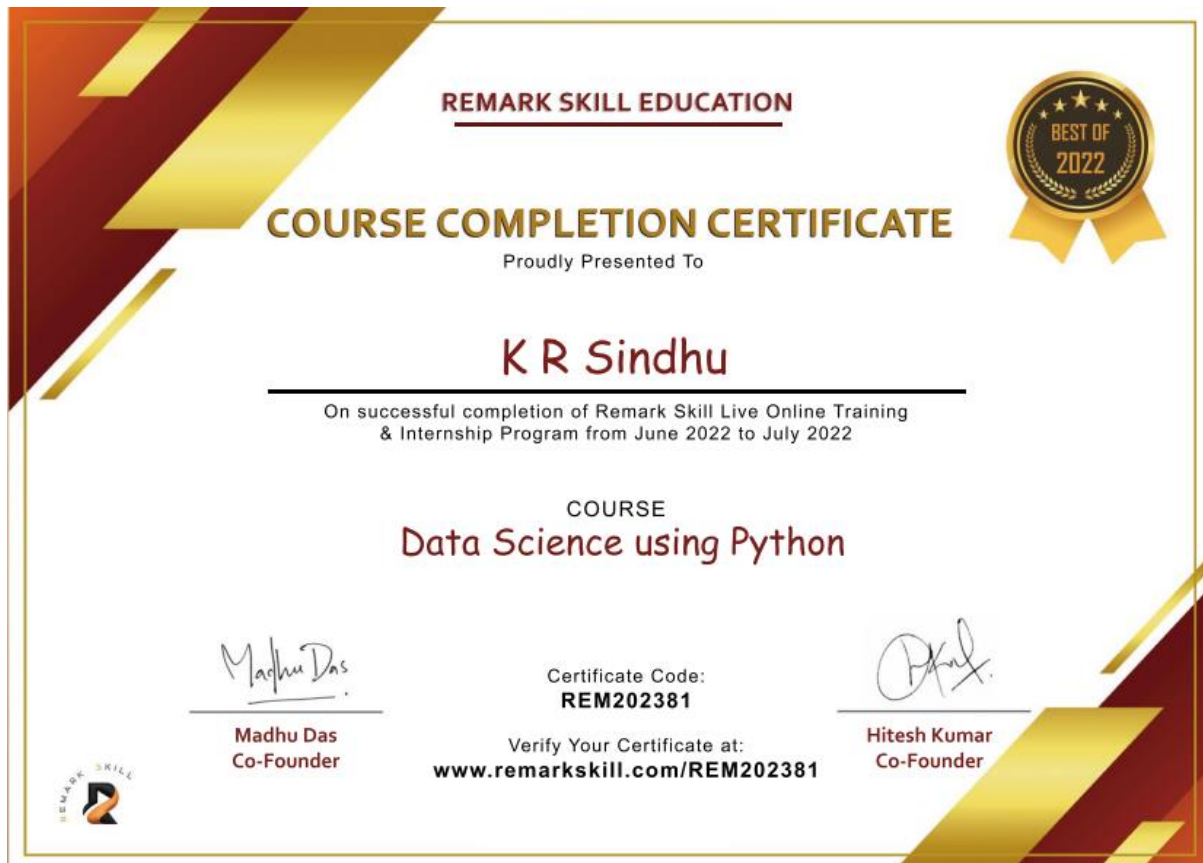 REMARK SKILL EDUCATION
BEST OF
2022
COURSE COMPLETION CERTIFICATE
Proudly Presented To
K R Sindhu
On successful completion of Remark Skill Live Online Training
& Internship Program from June 2022 to July 2022
COURSE
Data Science using Python
Madhu Das
Madhu Das
Co-Founder
Certificate Code:
REM202381
Verify Your Certificate at:
www.remarkskill.com/REM202381
Hitesh Kumar
Co-Founder
REMARK SKILL